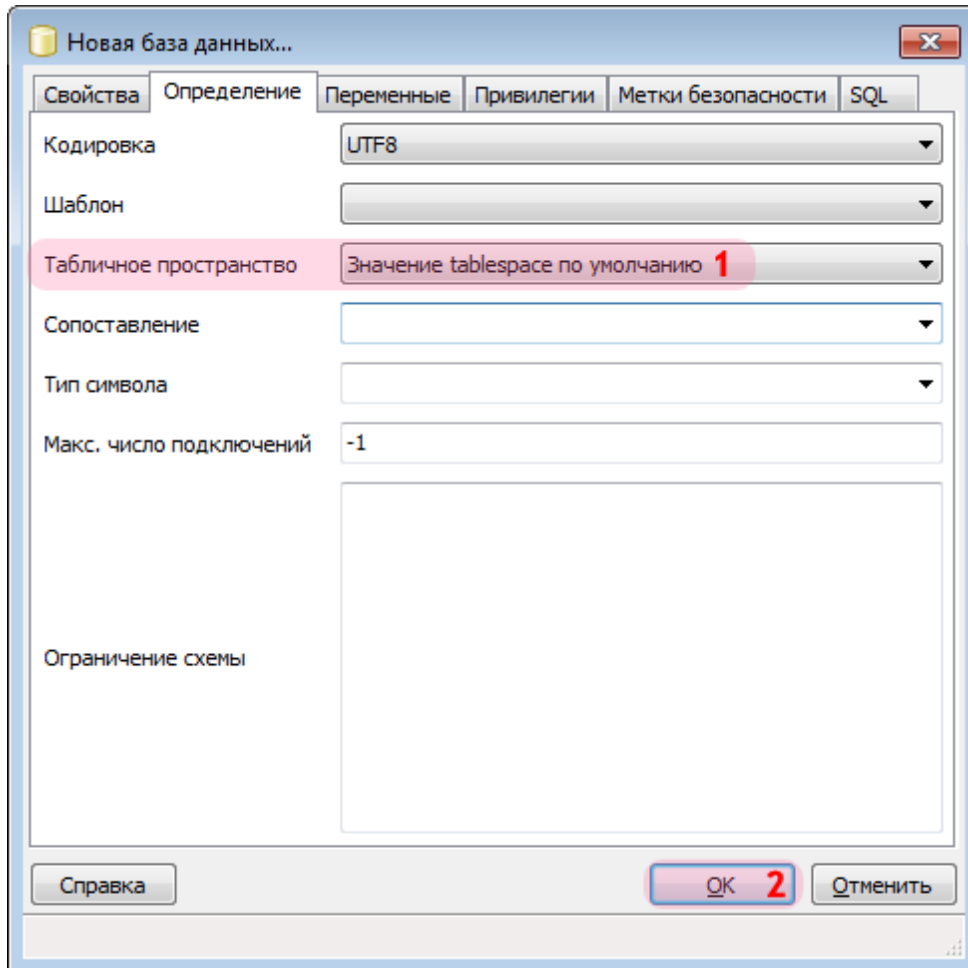 Новая база данных...
Свойства Определение Переменные Привилегии Метки безопасности SQL
Кодировка UTF8
Шаблон
Табличное пространство Значение tablespace по умолчанию 1
Сопоставление
Тип символа
Макс. число подключений -1
Ограничение схемы
Справка OK 2 Отменить